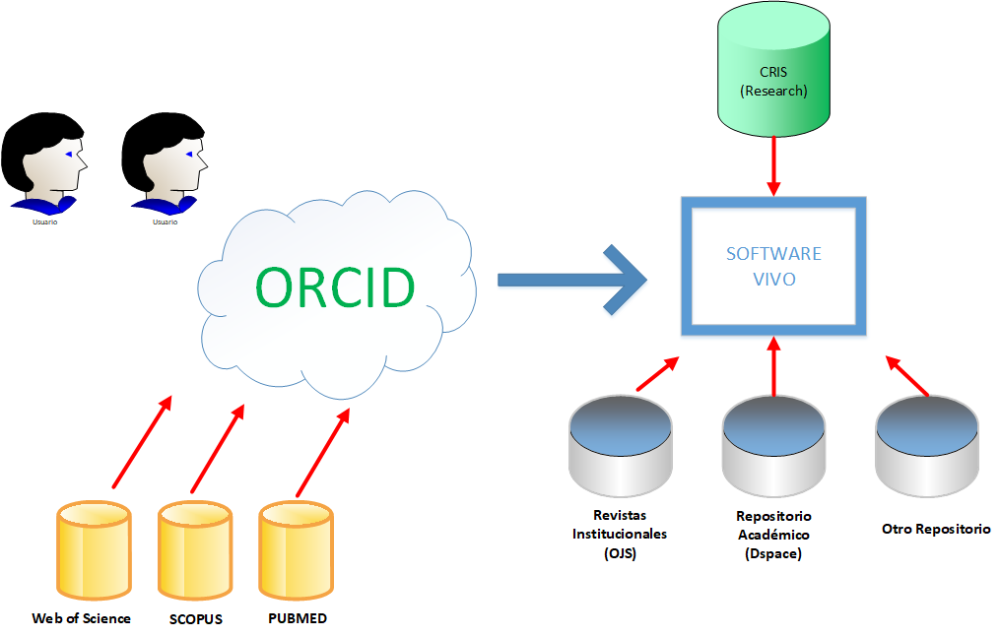 CRIS
(Research)
Usuario
Usuario
ORCID
SOFTWARE
VIVO
Revistas
Institucionales
(OJS)
Repositorio
Académico
(Dspace)
Otro Repositorio
Web of Science
SCOPUS
PUBMED